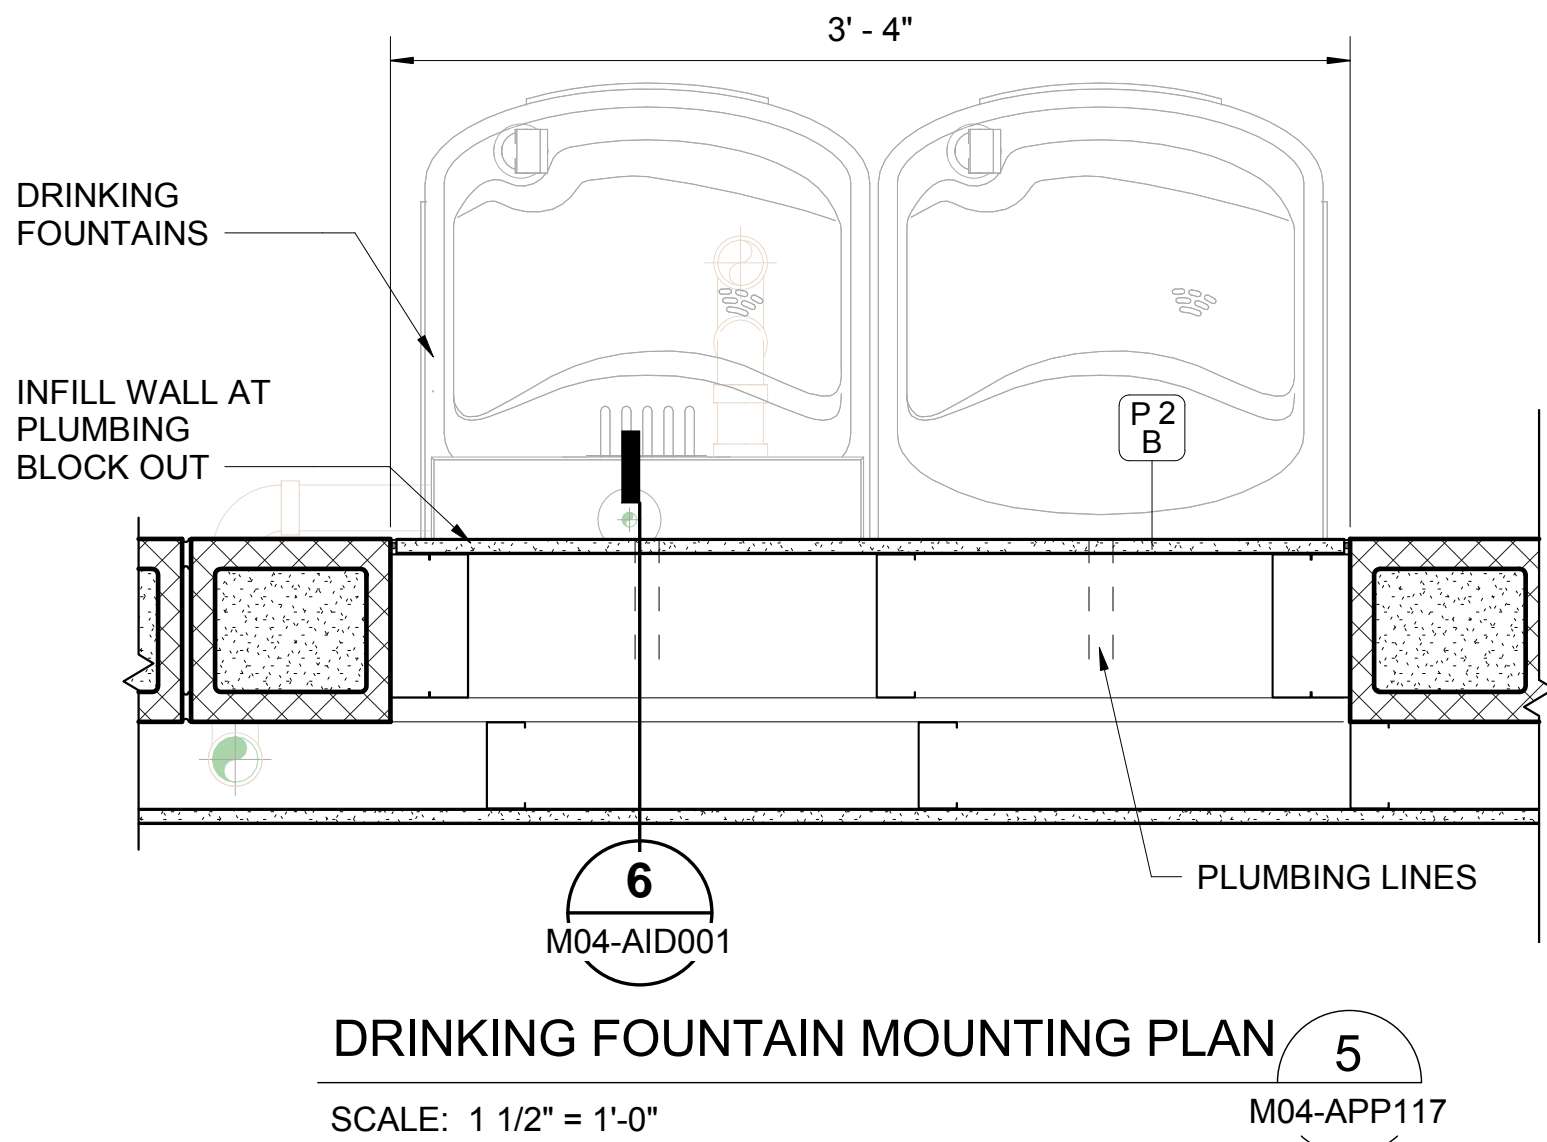 3' - 4"
DRINKING
FOUNTAINS
INFILL WALL AT
PLUMBING
BLOCK OUT
P 2
B
PLUMBING LINES
6
M04-AID001
DRINKING FOUNTAIN MOUNTING PLAN
5
M04-APP117
SCALE: 1 1/2" = 1'-0"